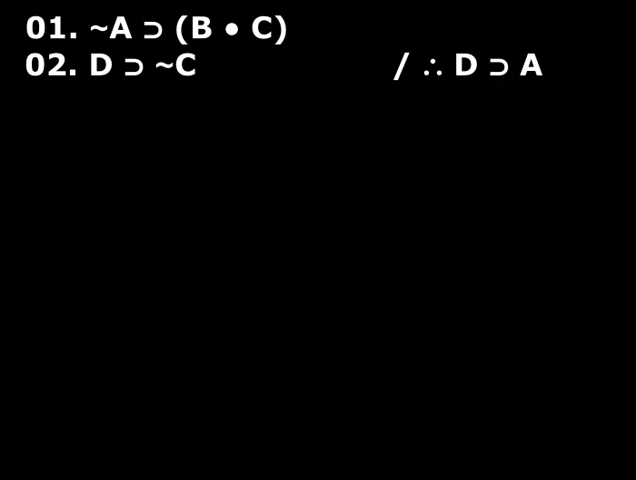 01. ~A ⊃ (B • C)
02. D ⊃ ~C / ∴ D ⊃ A